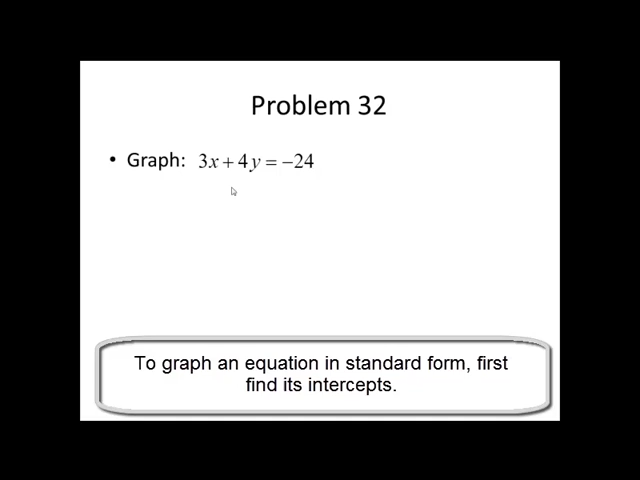 Problem 32
• Graph: 3x + 4y = −24
To graph an equation in standard form, first
find its intercepts.